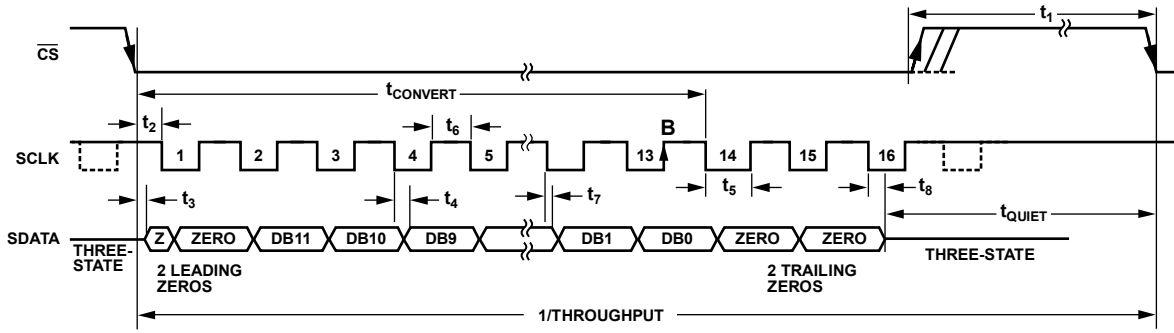 t1
CS
tCONVERT
t2
t6
B
SCLK
1
2
3
4
5
13
14
15
16
t3
t4
t7
t5
t8
tQUIET
SDATA
Z
ZERO
DB11
DB10
DB9
DB1
DB0
ZERO
ZERO
THREE-
STATE
THREE-STATE
2 LEADING
ZEROS
2 TRAILING
ZEROS
1/THROUGHPUT